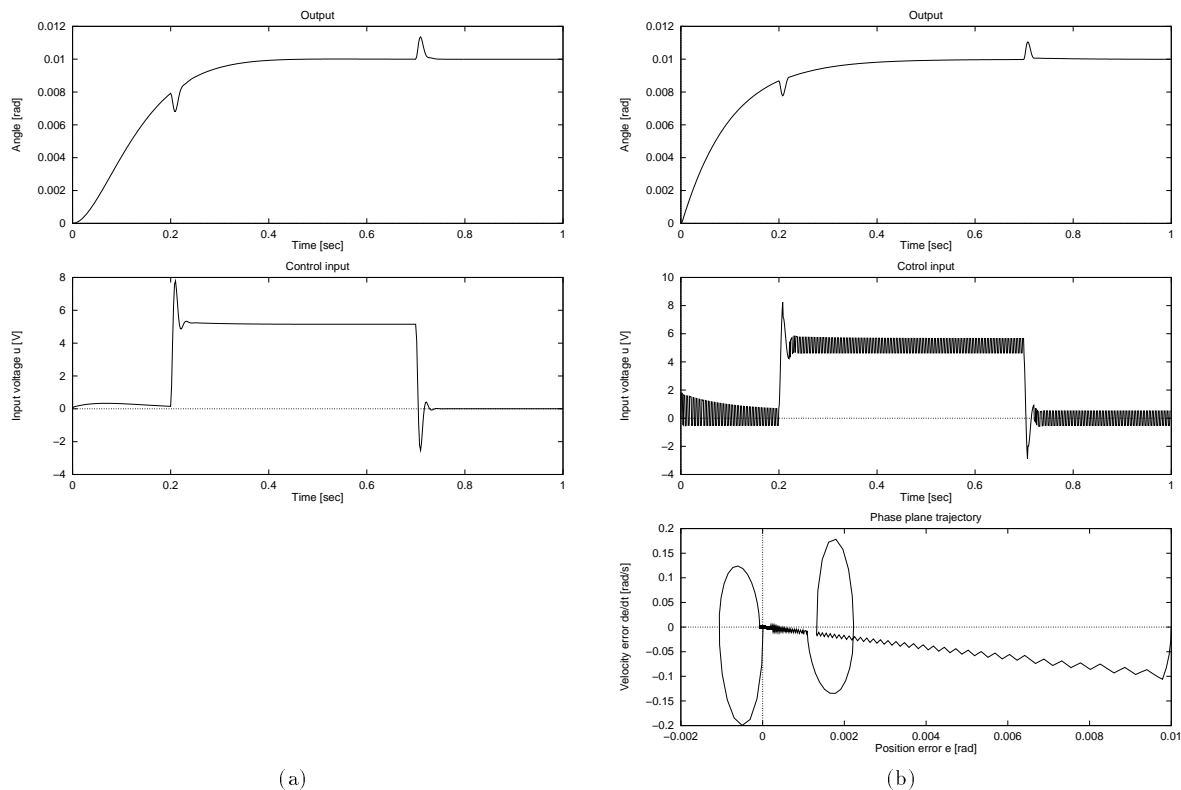 Output
0.012
0.01
0.008
0.006
0.004
0.002
0
Angle [rad]
0 0.2 0.4 0.6 0.8 1
Time [sec]
Control input
8
6
4
2
0
−2
−4
Input voltage u [V]
0 0.2 0.4 0.6 0.8 1
Time [sec]
(a)
Output
0.012
0.01
0.008
0.006
0.004
0.002
0
Angle [rad]
0 0.2 0.4 0.6 0.8 1
Time [sec]
Cotrol input
10
8
6
4
2
0
−2
−4
Input voltage u [V]
0 0.2 0.4 0.6 0.8 1
Time [sec]
Phase plane trajectory
0.2
0.15
0.1
0.05
0
−0.05
−0.1
−0.15
−0.2
Velocity error de/dt [rad/s]
−0.002 0 0.002 0.004 0.006 0.008 0.01
Position error e [rad]
(b)